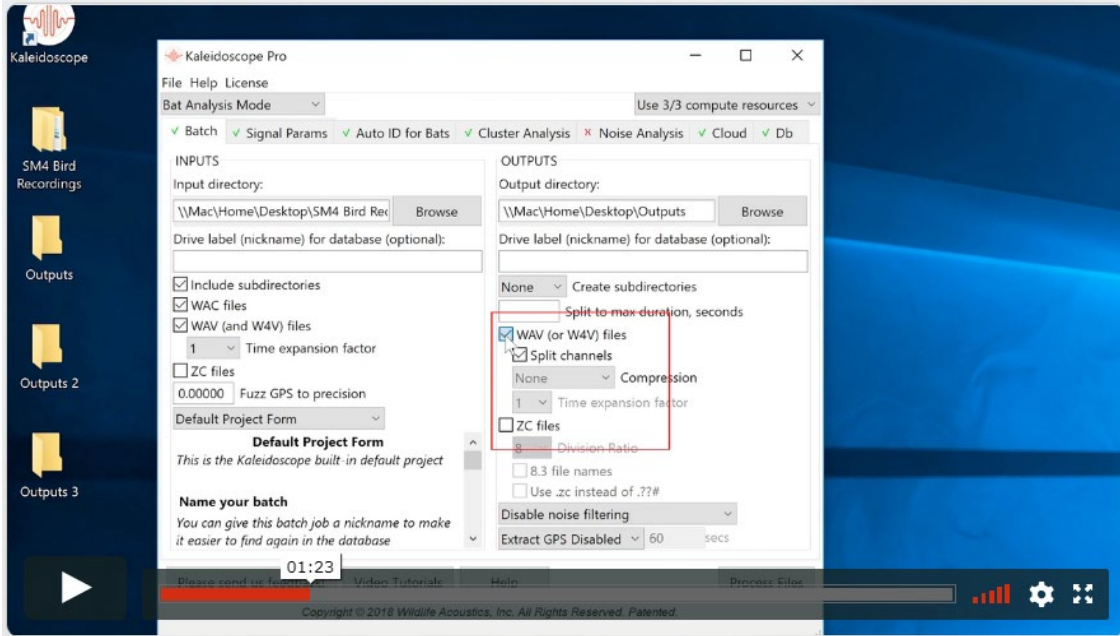 Kaleidoscope
SM4 Bird
Recordings
Outputs
Outputs 2
Outputs 3
Kaleidoscope Pro
File Help License
Bat Analysis Mode
Use 3/3 compute resources
Batch
Signal Params
Auto ID for Bats
Cluster Analysis
Noise Analysis
Cloud
Db
INPUTS
Input directory:
\\Mac\Home\Desktop\SM4 Bird Rec
Browse
Drive label (nickname) for database (optional):
Include subdirectories
WAC files
WAV (and W4V) files
1 Time expansion factor
ZC files
0.00000 Fuzz GPS to precision
Default Project Form
Default Project Form
This is the Kaleidoscope built-in default project
Name your batch
You can give this batch job a nickname to make
it easier to find again in the database
OUTPUTS
Output directory:
\\Mac\Home\Desktop\Outputs
Browse
Drive label (nickname) for database (optional):
None Create subdirectories
Split to max duration, seconds
WAV (or W4V) files
Split channels
None Compression
1 Time expansion factor
ZC files
8 Division Ratio
8.3 file names
Use .zc instead of .??#
Disable noise filtering
Extract GPS Disabled 60 secs
01:23
Please send us feedback!
Video Tutorials
Help
Process Files
Copyright © 2018 Wildlife Acoustics, Inc. All Rights Reserved. Patented.